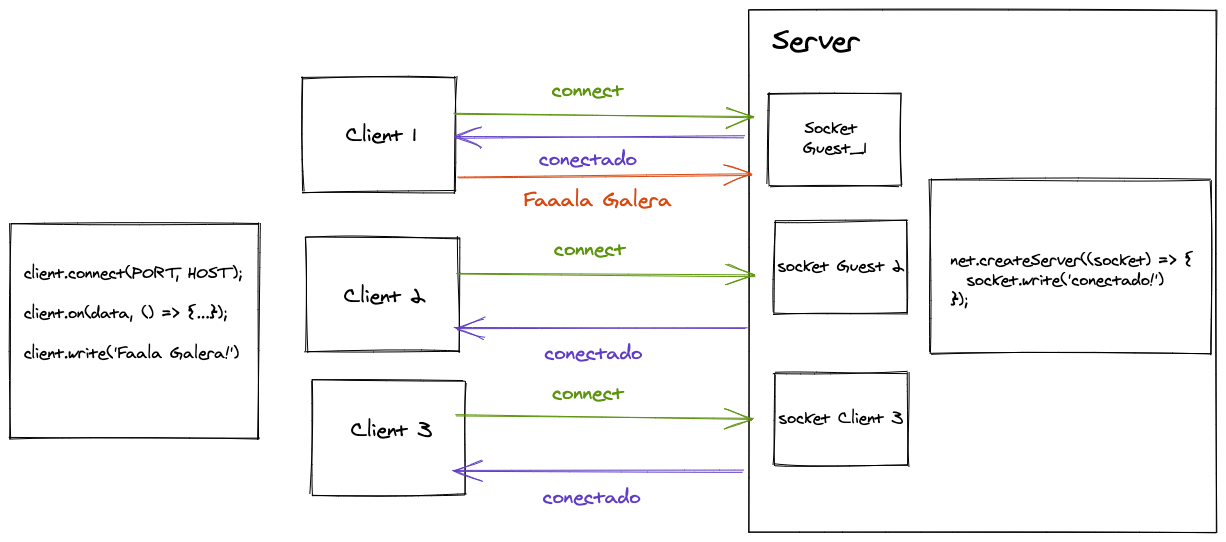 Server
connect
Client 1
Socket
Guest_1
conectado
Faaala Galera
client.connect(PORT, HOST);
client.on(data, () => {...});
client.write('Faala Galera!')
connect
Client 2
socket Guest 2
conectado
net.createServer((socket) => {
socket.write('conectado!')
});
connect
Client 3
socket Client 3
conectado